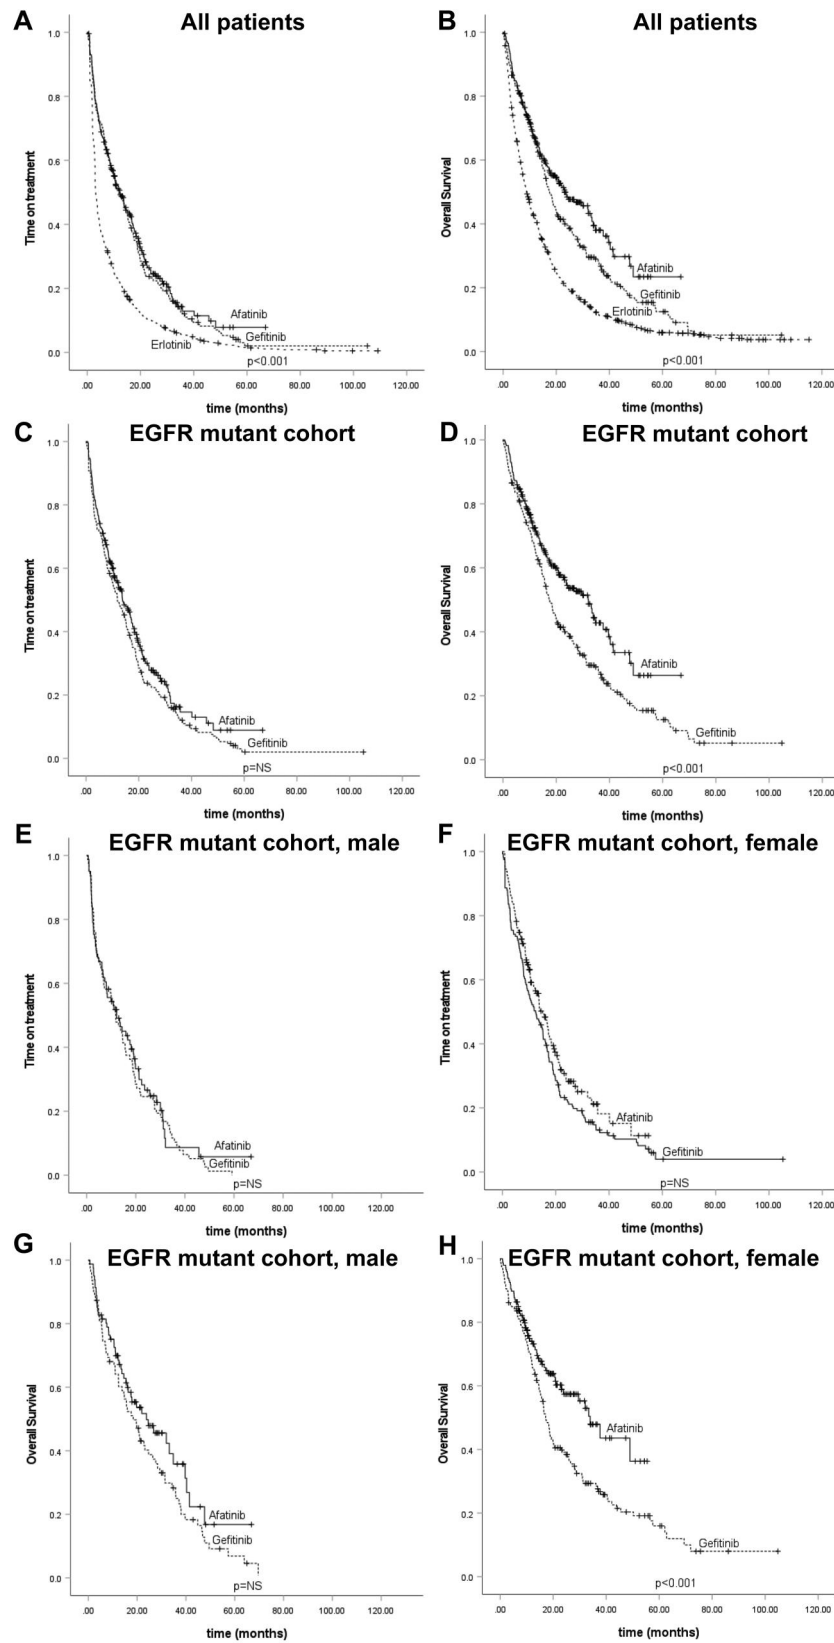 A All patients
1.0
0.8
0.6
0.4
0.2
0.0
Time on treatment
Afatinib
Gefitinib
Erlotinib
p<0.001
.00 20.00 40.00 60.00 80.00 100.00 120.00
time (months)
B All patients
1.0
0.8
0.6
0.4
0.2
0.0
Overall Survival
Afatinib
Gefitinib
Erlotinib
p<0.001
.00 20.00 40.00 60.00 80.00 100.00 120.00
time (months)
C EGFR mutant cohort
1.0
0.8
0.6
0.4
0.2
0.0
Time on treatment
Afatinib
Gefitinib
p=NS
.00 20.00 40.00 60.00 80.00 100.00 120.00
time (months)
D EGFR mutant cohort
1.0
0.8
0.6
0.4
0.2
0.0
Overall Survival
Afatinib
Gefitinib
p<0.001
.00 20.00 40.00 60.00 80.00 100.00 120.00
time (months)
E EGFR mutant cohort, male
1.0
0.8
0.6
0.4
0.2
0.0
Time on treatment
Afatinib
Gefitinib
p=NS
.00 20.00 40.00 60.00 80.00 100.00 120.00
time (months)
F EGFR mutant cohort, female
1.0
0.8
0.6
0.4
0.2
0.0
Time on treatment
Afatinib
Gefitinib
p=NS
.00 20.00 40.00 60.00 80.00 100.00 120.00
time (months)
G EGFR mutant cohort, male
1.0
0.8
0.6
0.4
0.2
0.0
Overall Survival
Afatinib
Gefitinib
p=NS
.00 20.00 40.00 60.00 80.00 100.00 120.00
time (months)
H EGFR mutant cohort, female
1.0
0.8
0.6
0.4
0.2
0.0
Overall Survival
Afatinib
Gefitinib
p<0.001
.00 20.00 40.00 60.00 80.00 100.00 120.00
time (months)